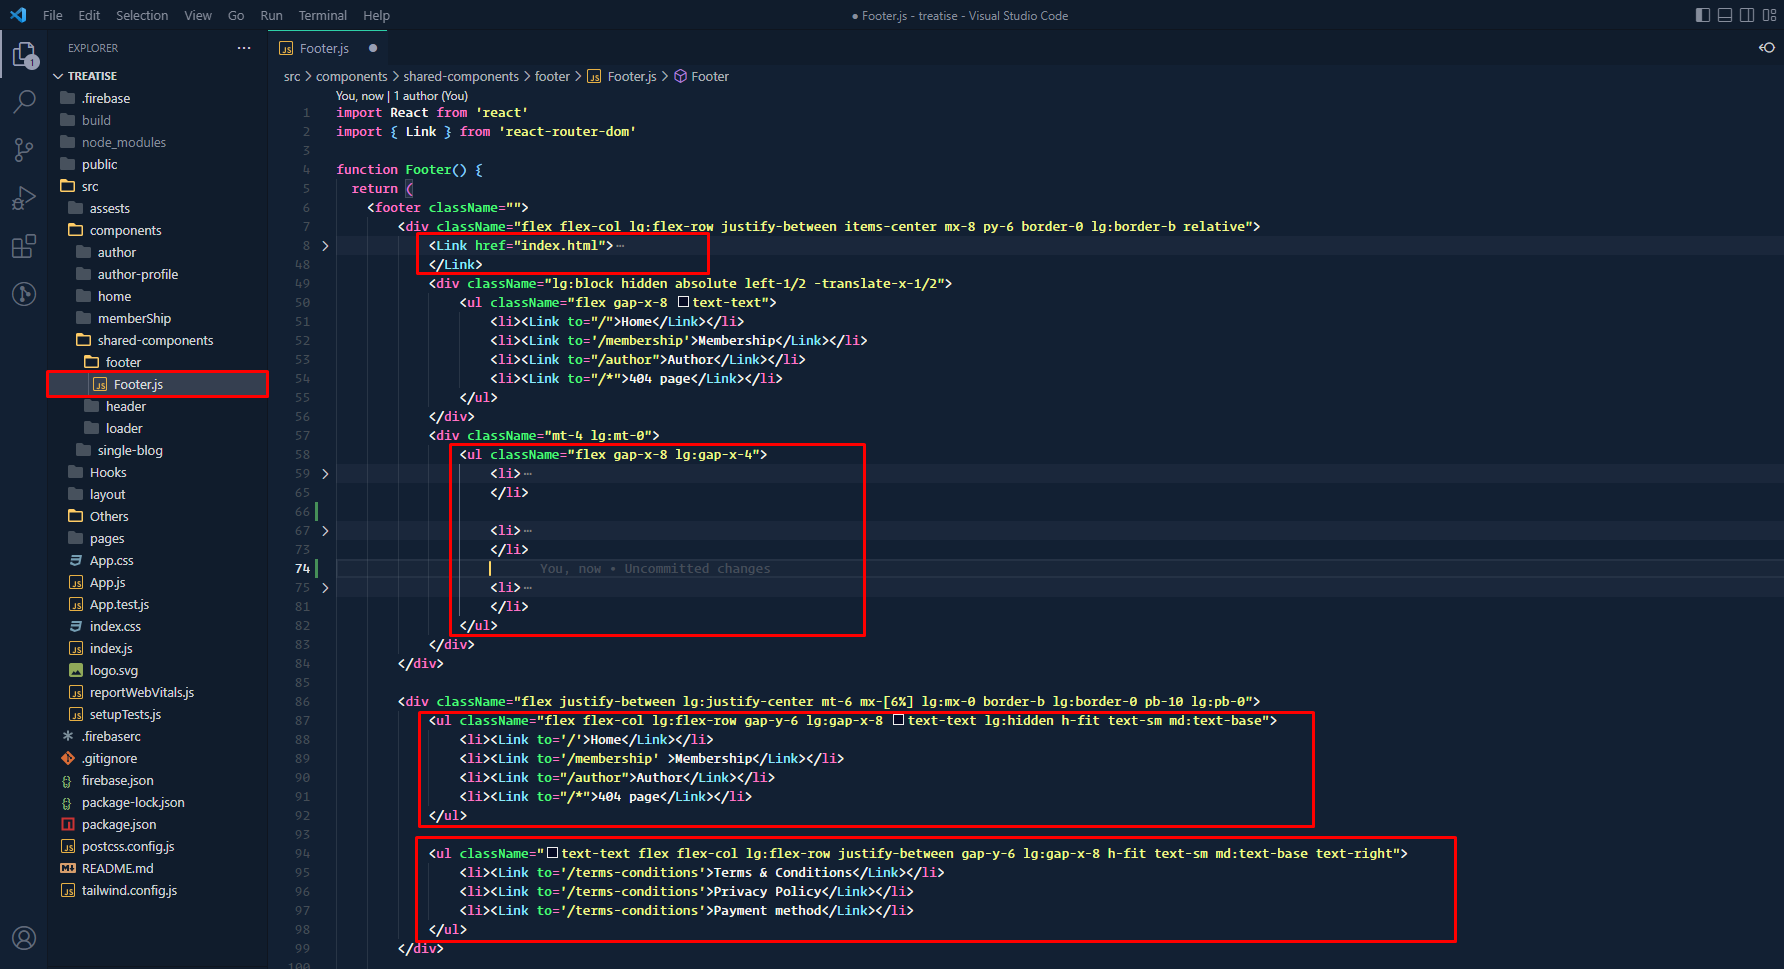 File Edit Selection View Go Run Terminal Help
● Footer.js - treatise - Visual Studio Code
EXPLORER ···
1
TREATISE
.firebase
build
node_modules
public
src
assests
components
author
author-profile
home
memberShip
shared-components
footer
JS Footer.js
header
loader
single-blog
Hooks
layout
Others
pages
App.css
JS App.js
JS App.test.js
index.css
JS index.js
logo.svg
JS reportWebVitals.js
JS setupTests.js
.firebaserc
.gitignore
{} firebase.json
{} package-lock.json
package.json
JS postcss.config.js
README.md
JS tailwind.config.js
JS Footer.js ●
src > components > shared-components > footer > JS Footer.js > Footer
You, now | 1 author (You)
1 import React from 'react'
2 import { Link } from 'react-router-dom'
3
4 function Footer() {
5 return (
6 <footer className="">
7 <div className="flex flex-col lg:flex-row justify-between items-center mx-8 py-6 border-0 lg:border-b relative">
8 <Link href="index.html">···
48 </Link>
49 <div className="lg:block hidden absolute left-1/2 -translate-x-1/2">
50 <ul className="flex gap-x-8 text-text">
51 <li><Link to="/">Home</Link></li>
52 <li><Link to='/membership'>Membership</Link></li>
53 <li><Link to="/author">Author</Link></li>
54 <li><Link to="/*">404 page</Link></li>
55 </ul>
56 </div>
57 <div className="mt-4 lg:mt-0">
58 <ul className="flex gap-x-8 lg:gap-x-4">
59 <li>···
65 </li>
66
67 <li>···
73 </li>
74 You, now • Uncommitted changes
75 <li>···
81 </li>
82 </ul>
83 </div>
84 </div>
85
86 <div className="flex justify-between lg:justify-center mt-6 mx-[6%] lg:mx-0 border-b lg:border-0 pb-10 lg:pb-0">
87 <ul className="flex flex-col lg:flex-row gap-y-6 lg:gap-x-8 text-text lg:hidden h-fit text-sm md:text-base">
88 <li><Link to='/'>Home</Link></li>
89 <li><Link to='/membership' >Membership</Link></li>
90 <li><Link to="/author">Author</Link></li>
91 <li><Link to="/*">404 page</Link></li>
92 </ul>
93
94 <ul className="text-text flex flex-col lg:flex-row justify-between gap-y-6 lg:gap-x-8 h-fit text-sm md:text-base text-right">
95 <li><Link to='/terms-conditions'>Terms & Conditions</Link></li>
96 <li><Link to='/terms-conditions'>Privacy Policy</Link></li>
97 <li><Link to='/terms-conditions'>Payment method</Link></li>
98 </ul>
99 </div>
100